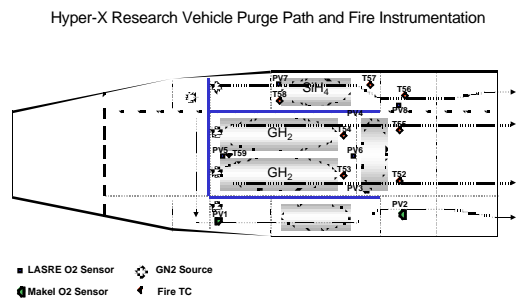 Hyper-X Research Vehicle Purge Path and Fire Instrumentation
PV7
T57
SiH4
T58
T56
PV8
PV4
T55
GH2
T54
PV5
T59
PV6
GH2
T53
T52
PV3
PV1
PV2
LASRE O2 Sensor
GN2 Source
Makel O2 Sensor
Fire TC